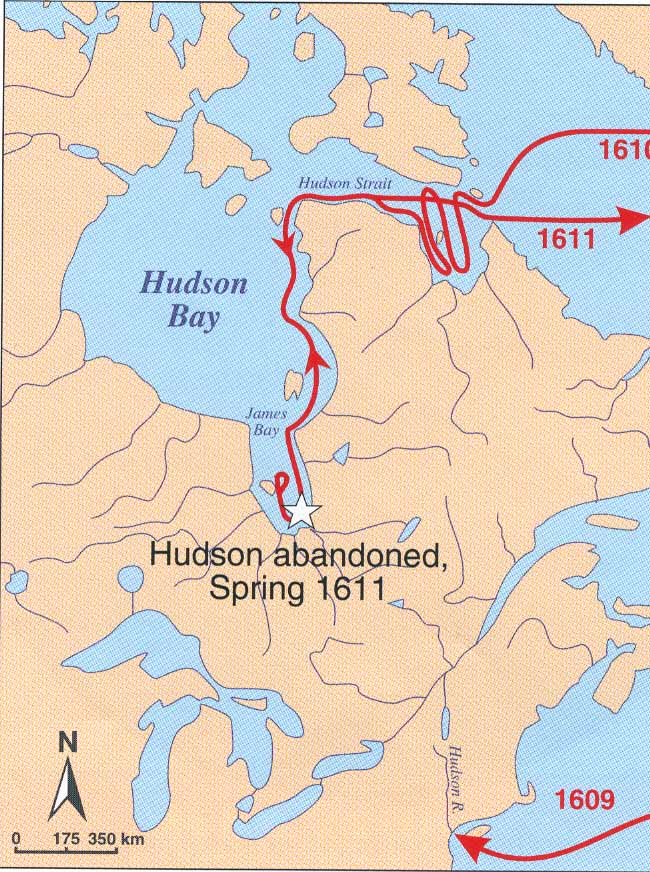 1610
Hudson Strait
1611
Hudson
Bay
James
Bay
Hudson abandoned,
Spring 1611
N
Hudson R
1609
0 175 350 km